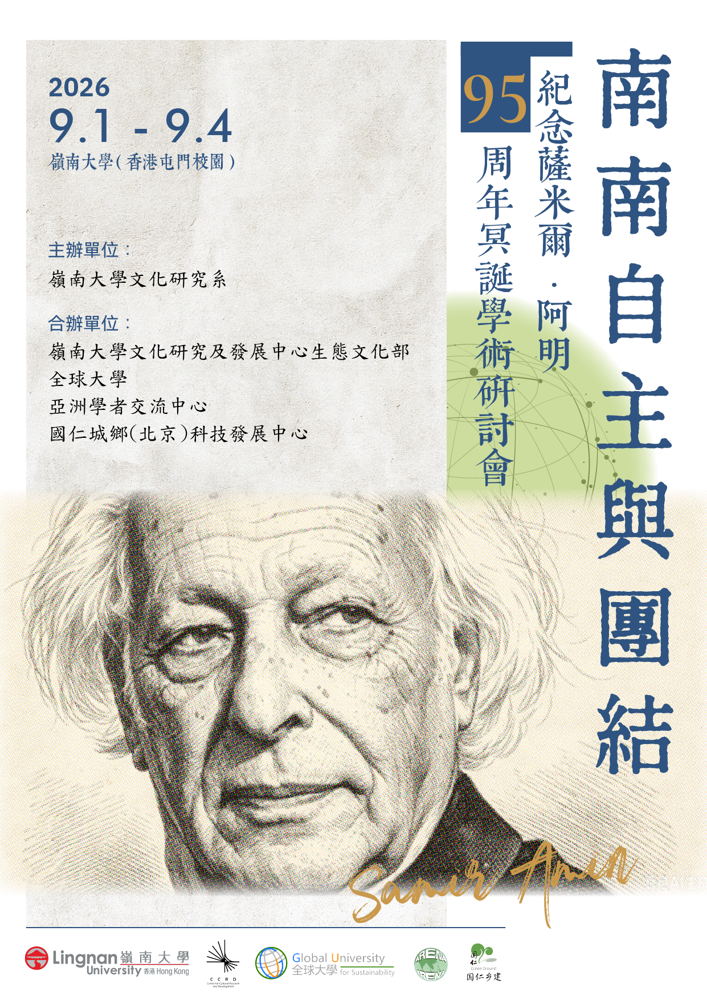 南南自主與團結
紀念薩米爾·阿明
95
周年冥誕學術研討會
2026
9.1 - 9.4
嶺南大學(香港屯門校園)
主辦單位：
嶺南大學文化研究系
合辦單位：
嶺南大學文化研究及發展中心生態文化部
全球大學
亞洲學者交流中心
國仁城鄉(北京)科技發展中心
Samir Amin
Lingnan 嶺南大學
University 香港 Hong Kong
CCRD
Centre for Cultural Research
and Development
Global University
全球大學 for Sustainability
ARENA
ARENA
国仁
Green Ground
国仁乡建